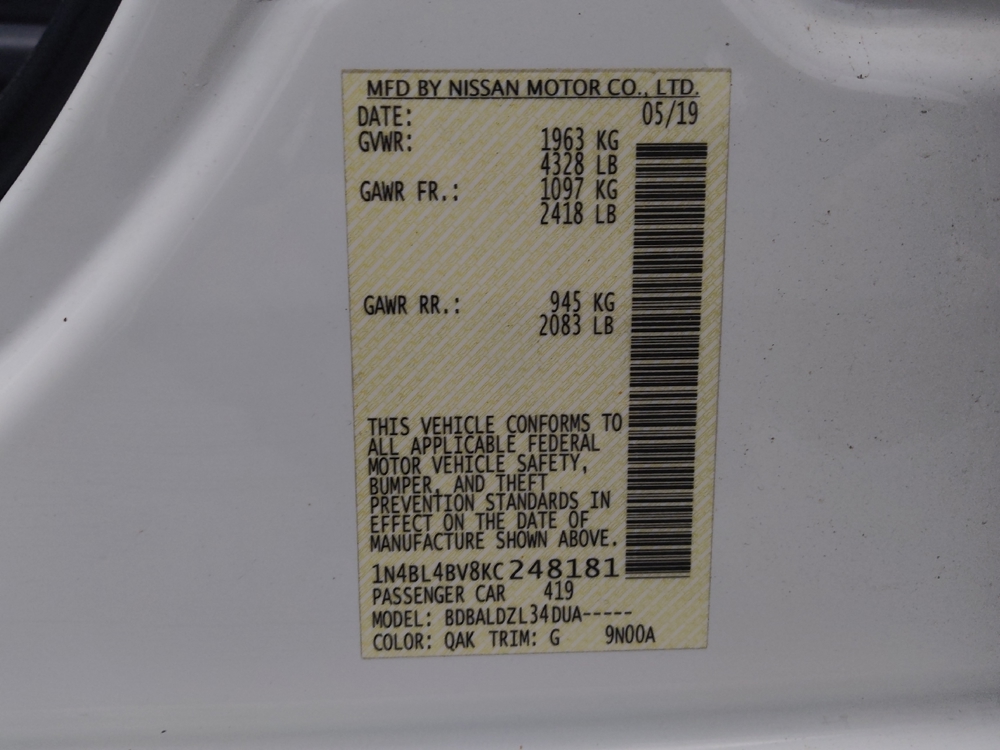 MFD BY NISSAN MOTOR CO., LTD.
DATE: 05/19
GVWR: 1963 KG
4328 LB
GAWR FR.: 1097 KG
2418 LB
GAWR RR.: 945 KG
2083 LB
THIS VEHICLE CONFORMS TO
ALL APPLICABLE FEDERAL
MOTOR VEHICLE SAFETY,
BUMPER, AND THEFT
PREVENTION STANDARDS IN
EFFECT ON THE DATE OF
MANUFACTURE SHOWN ABOVE.
1N4BL4BV8KC248181
PASSENGER CAR 419
MODEL: BDBALDZL34DUA-----
COLOR: QAK TRIM: G 9N00A